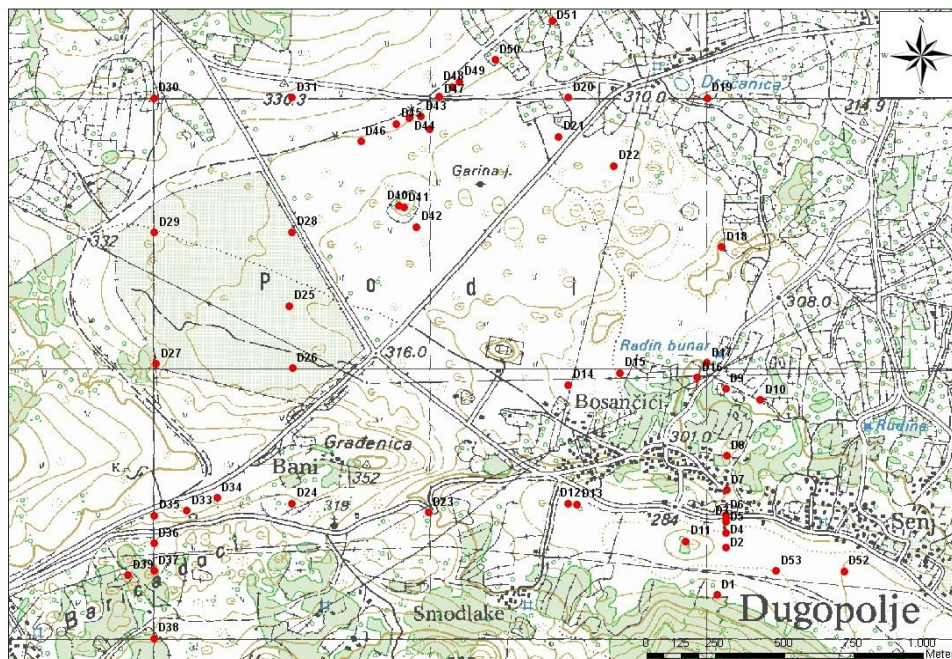 D51
D50
D49
D48
D47
D30
D31
330.3
D20
310.0
Dročanica
D19
314.9
D43
D45
D44
D46
D21
Garina j.
D22
D40
D41
D42
D29
332
D28
D18
P o d i
D25
308.0
316.0
Radin bunar
D27
D26
D14
D15
D17
D16
D9
D10
Bosančići
Rudine
Gradenica
301.0
D8
Bani
352
K.
D7
D34
D33
D24
D35
319
D23
D12
D13
D6
D3
D5
284
D4
Senj
D36
D11
D2
Baricadoci
D37
D39
D53
D52
D1
Smodlake
Dugopolje
D38
0
125
250
500
750
1.000
Mete